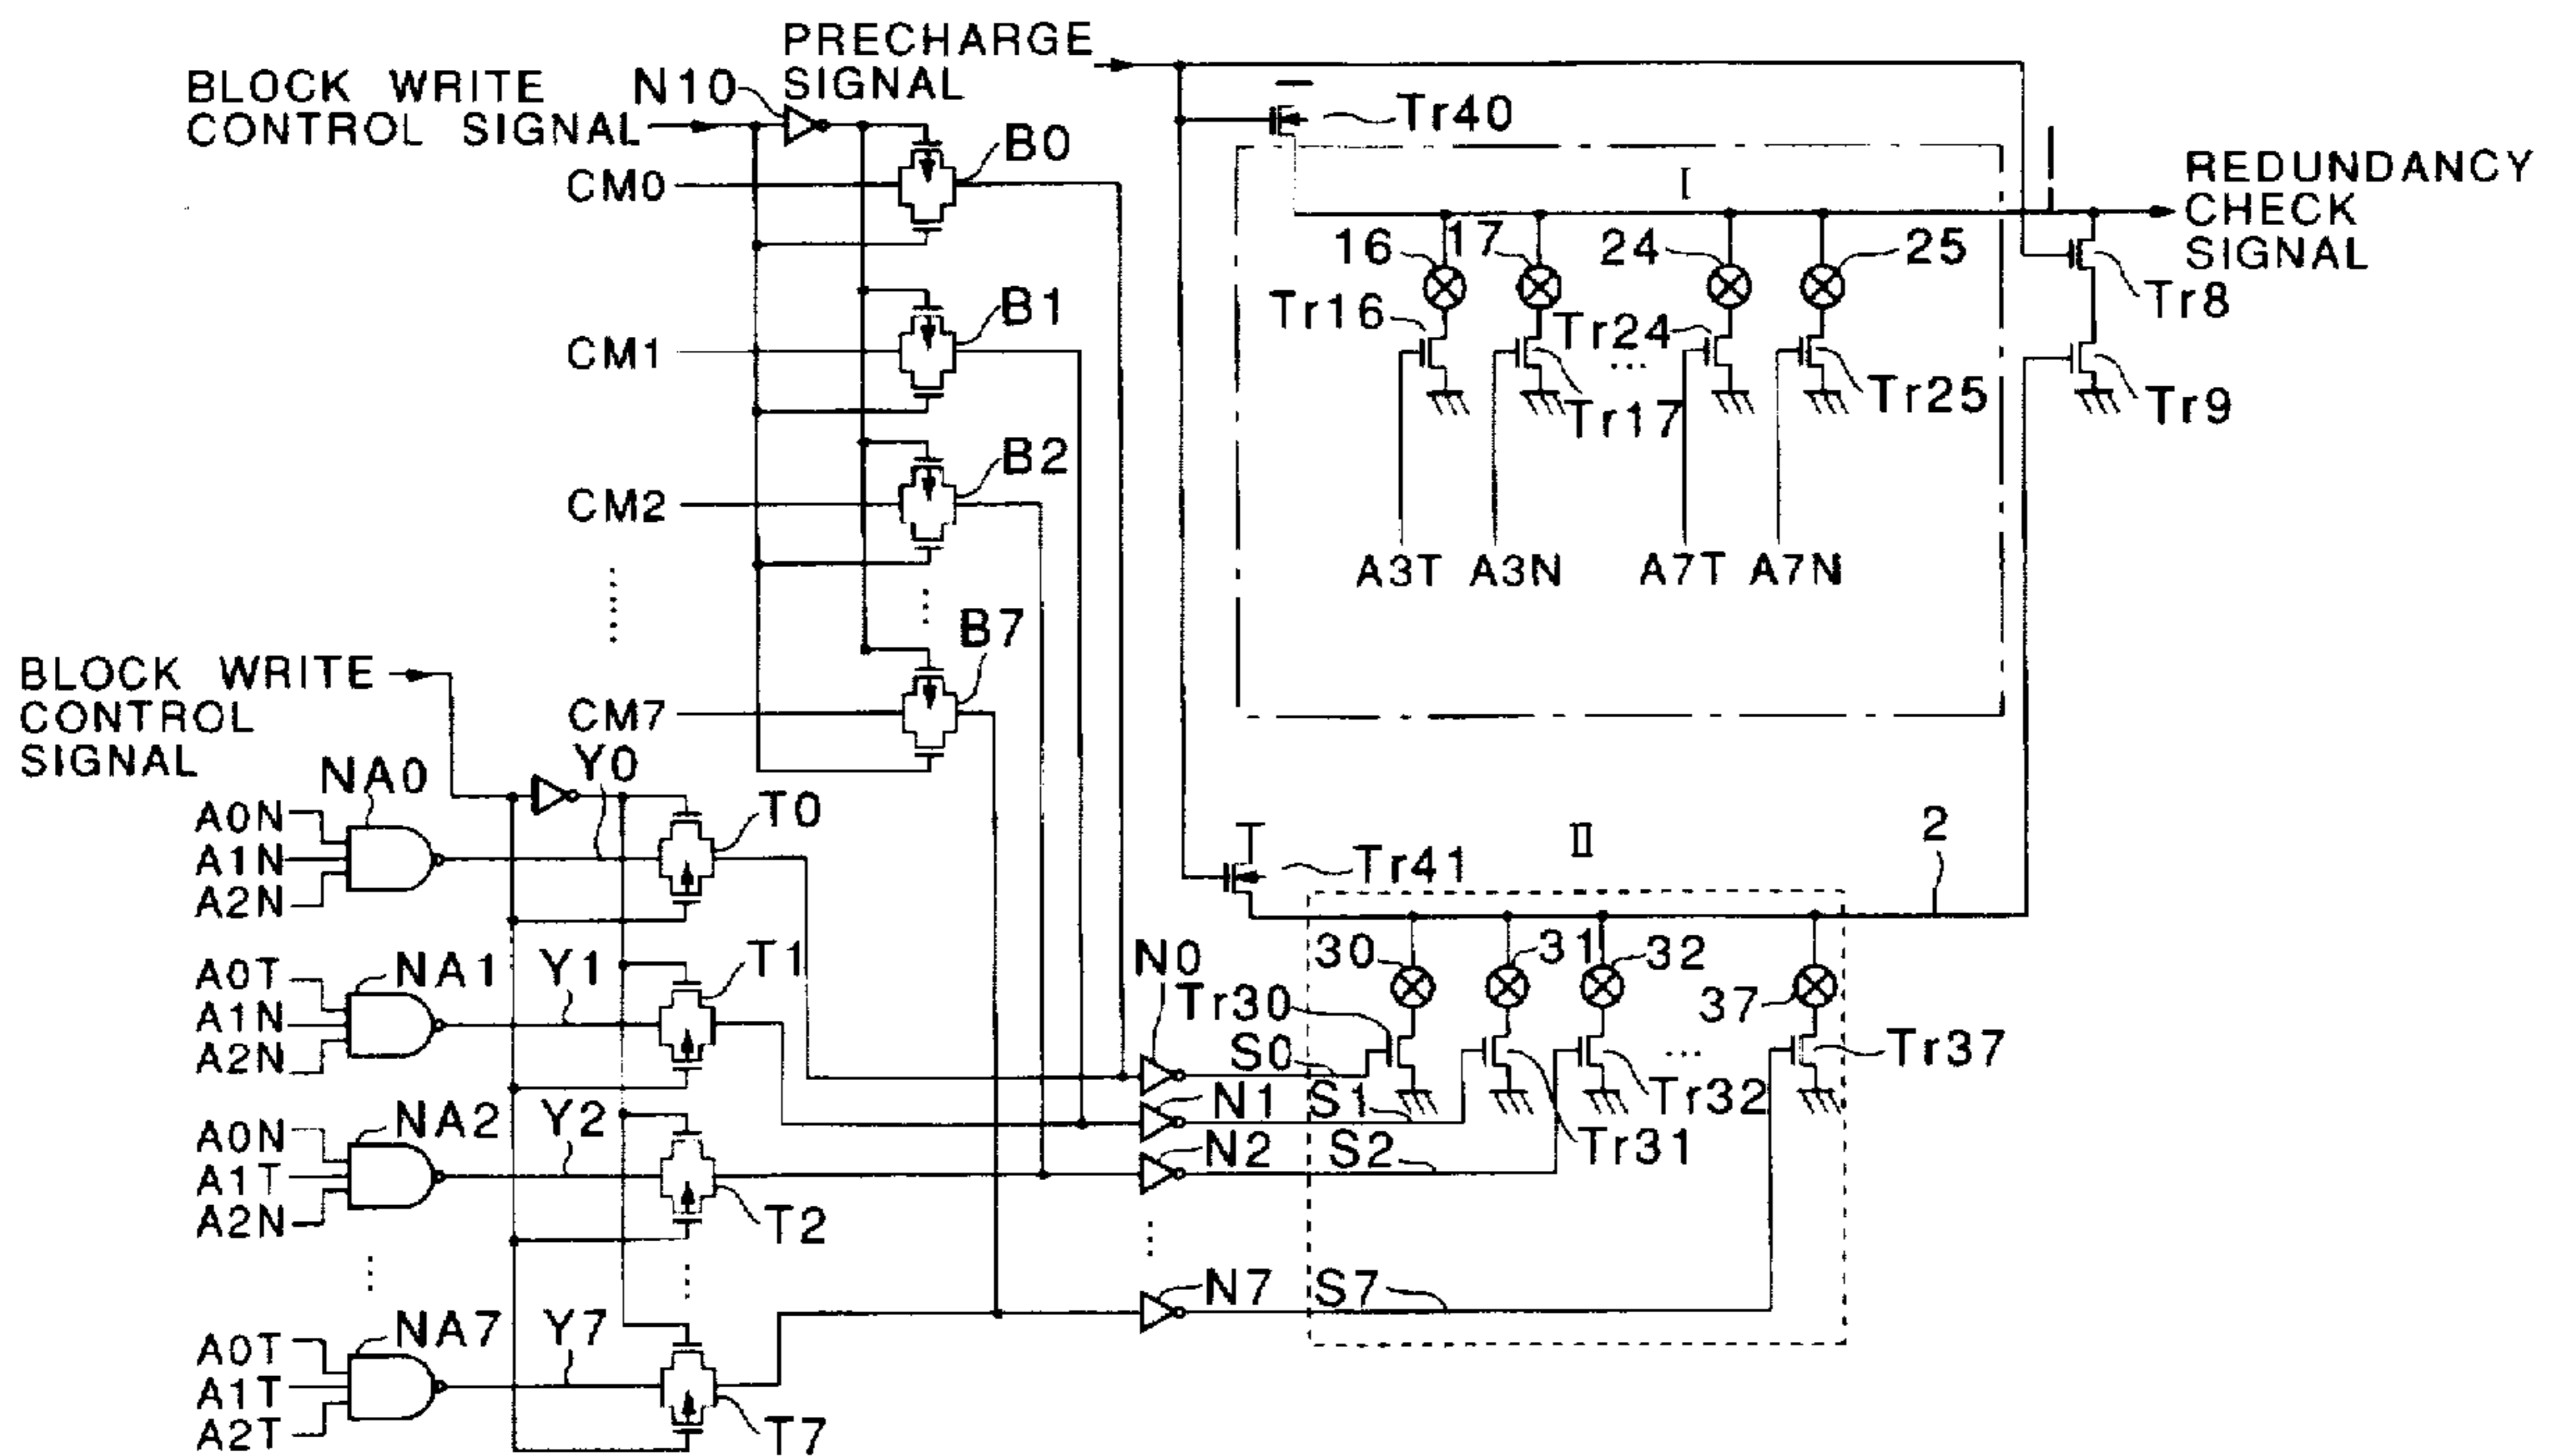 PRECHARGE
SIGNAL
BLOCK WRITE
CONTROL SIGNAL
N10
B0
CM0
B1
CM1
B2
CM2
B7
CM7
Tr40
I
1
REDUNDANCY
CHECK
SIGNAL
16
17
24
25
Tr16
Tr17
Tr24
Tr25
Tr8
Tr9
A3T
A3N
A7T
A7N
BLOCK WRITE
CONTROL
SIGNAL
NA0
Y0
T0
A0N
A1N
A2N
NA1
Y1
T1
A0T
A1N
A2N
NA2
Y2
T2
A0N
A1T
A2N
NA7
Y7
T7
A0T
A1T
A2T
Tr41
II
2
30
31
32
37
N0
Tr30
S0
N1
S1
N2
S2
Tr31
Tr32
Tr37
N7
S7